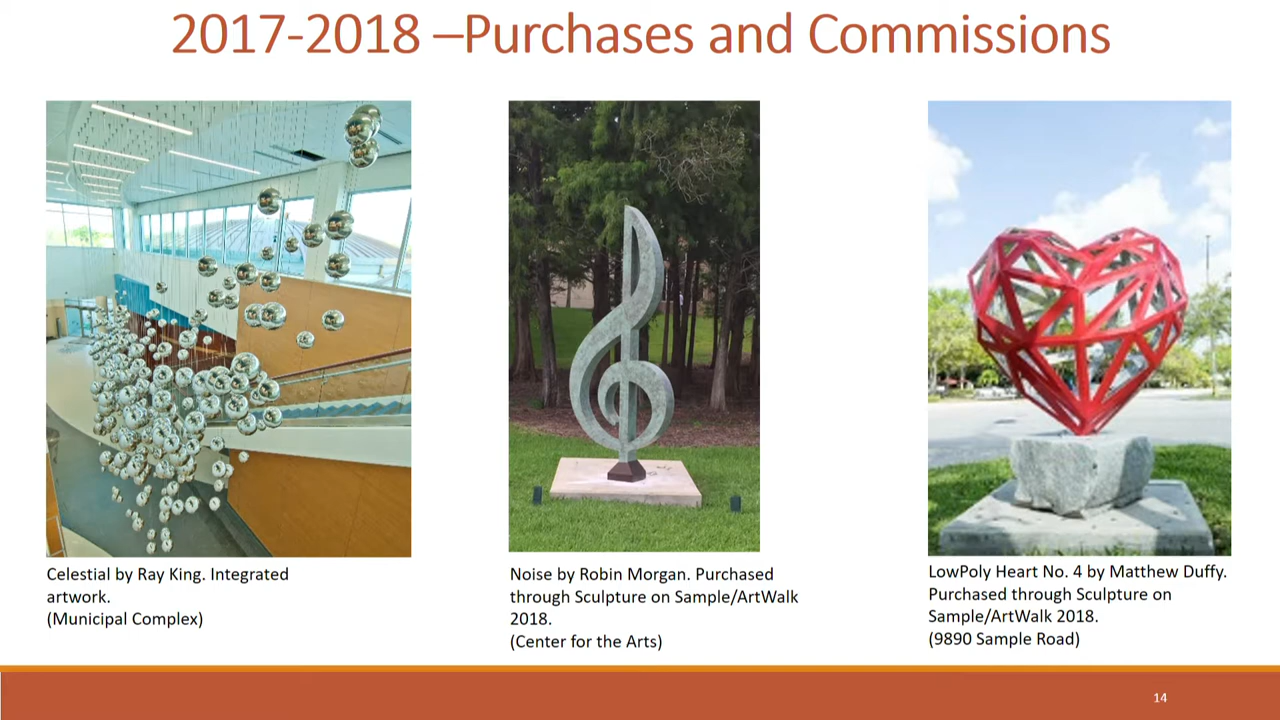 2017-2018 –Purchases and Commissions
Celestial by Ray King. Integrated
artwork.
(Municipal Complex)
Noise by Robin Morgan. Purchased
through Sculpture on Sample/ArtWalk
2018.
(Center for the Arts)
LowPoly Heart No. 4 by Matthew Duffy.
Purchased through Sculpture on
Sample/ArtWalk 2018.
(9890 Sample Road)
14